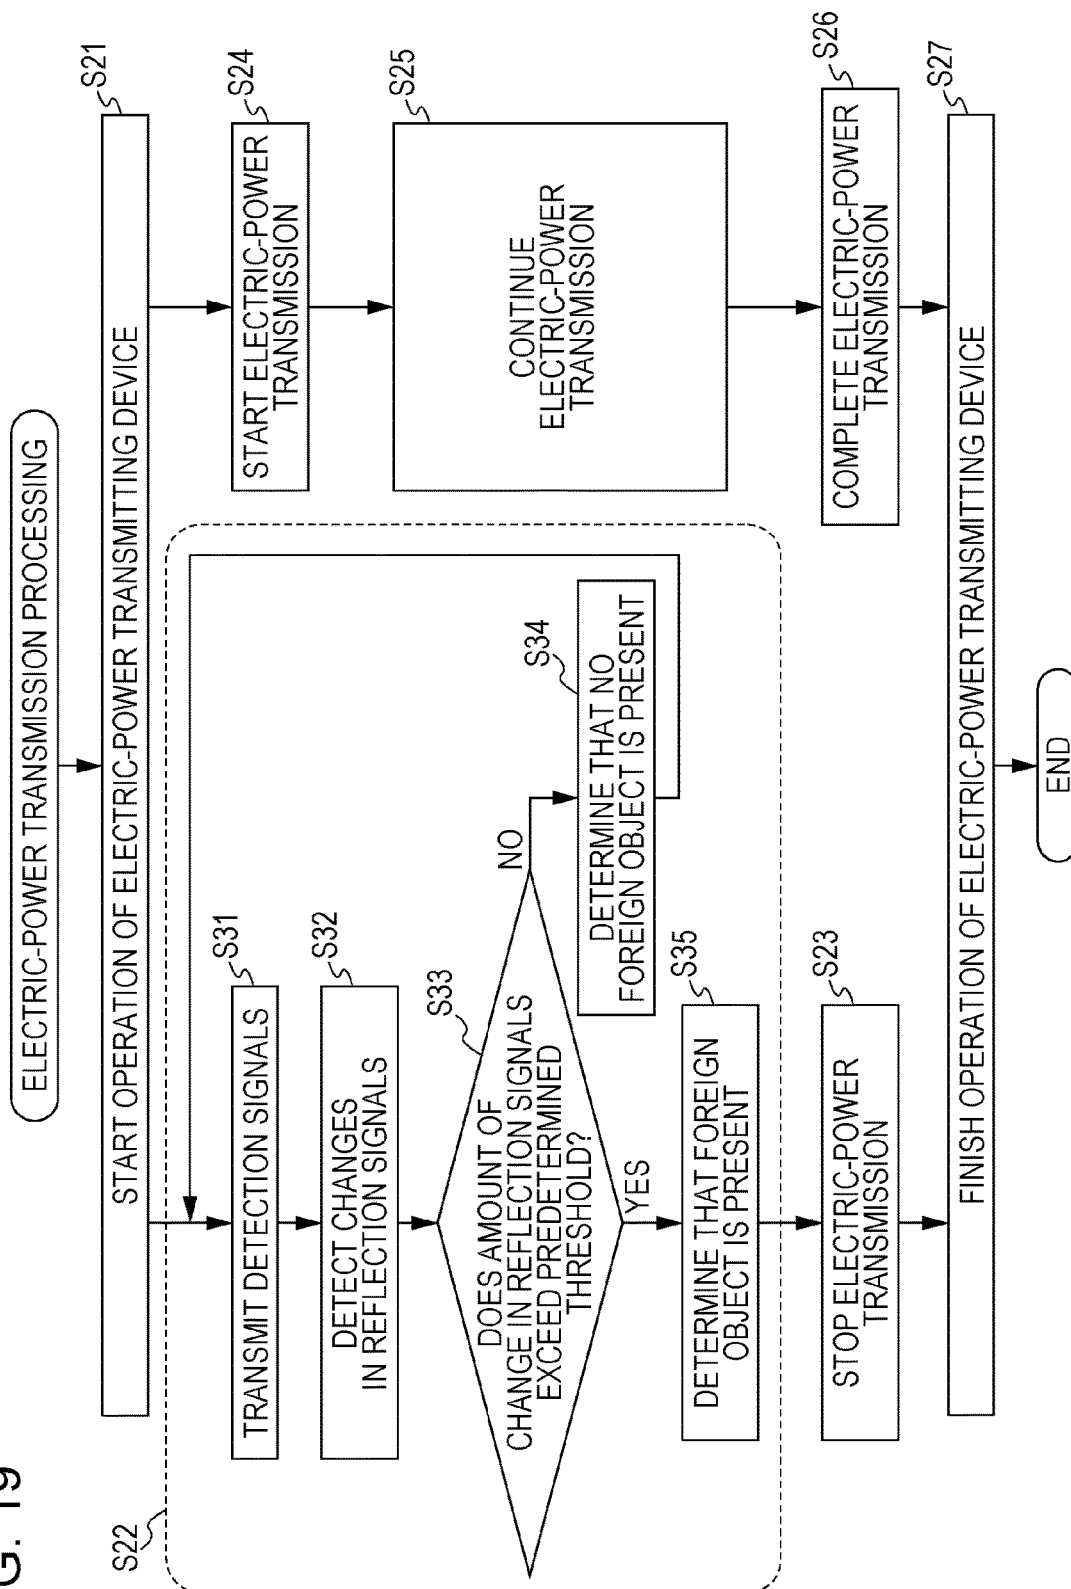 G. 19
ELECTRIC-POWER TRANSMISSION PROCESSING
S21
START OPERATION OF ELECTRIC-POWER TRANSMITTING DEVICE
S22
S31
TRANSMIT DETECTION SIGNALS
S32
DETECT CHANGES
IN REFLECTION SIGNALS
S33
DOES AMOUNT OF
CHANGE IN REFLECTION SIGNALS
EXCEED PREDETERMINED
THRESHOLD?
NO
YES
S34
DETERMINE THAT NO
FOREIGN OBJECT IS PRESENT
S35
DETERMINE THAT FOREIGN
OBJECT IS PRESENT
S23
STOP ELECTRIC-POWER
TRANSMISSION
S24
START ELECTRIC-POWER
TRANSMISSION
S25
CONTINUE
ELECTRIC-POWER
TRANSMISSION
S26
COMPLETE ELECTRIC-POWER
TRANSMISSION
S27
FINISH OPERATION OF ELECTRIC-POWER TRANSMITTING DEVICE
END